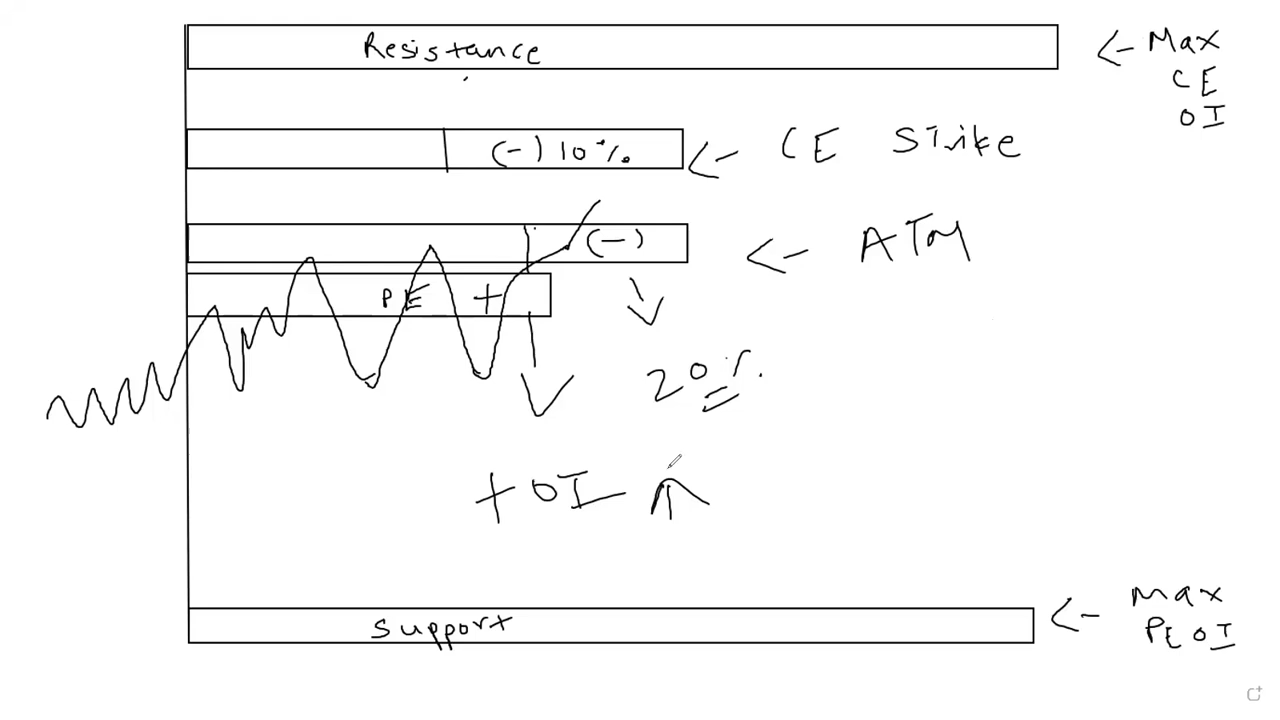 Resistance
<- Max
CE
OI
(-) 10%
<- CE Strike
(-)
<- ATM
PE +
20%
+ OI ↑
Support
<- Max
PE OI